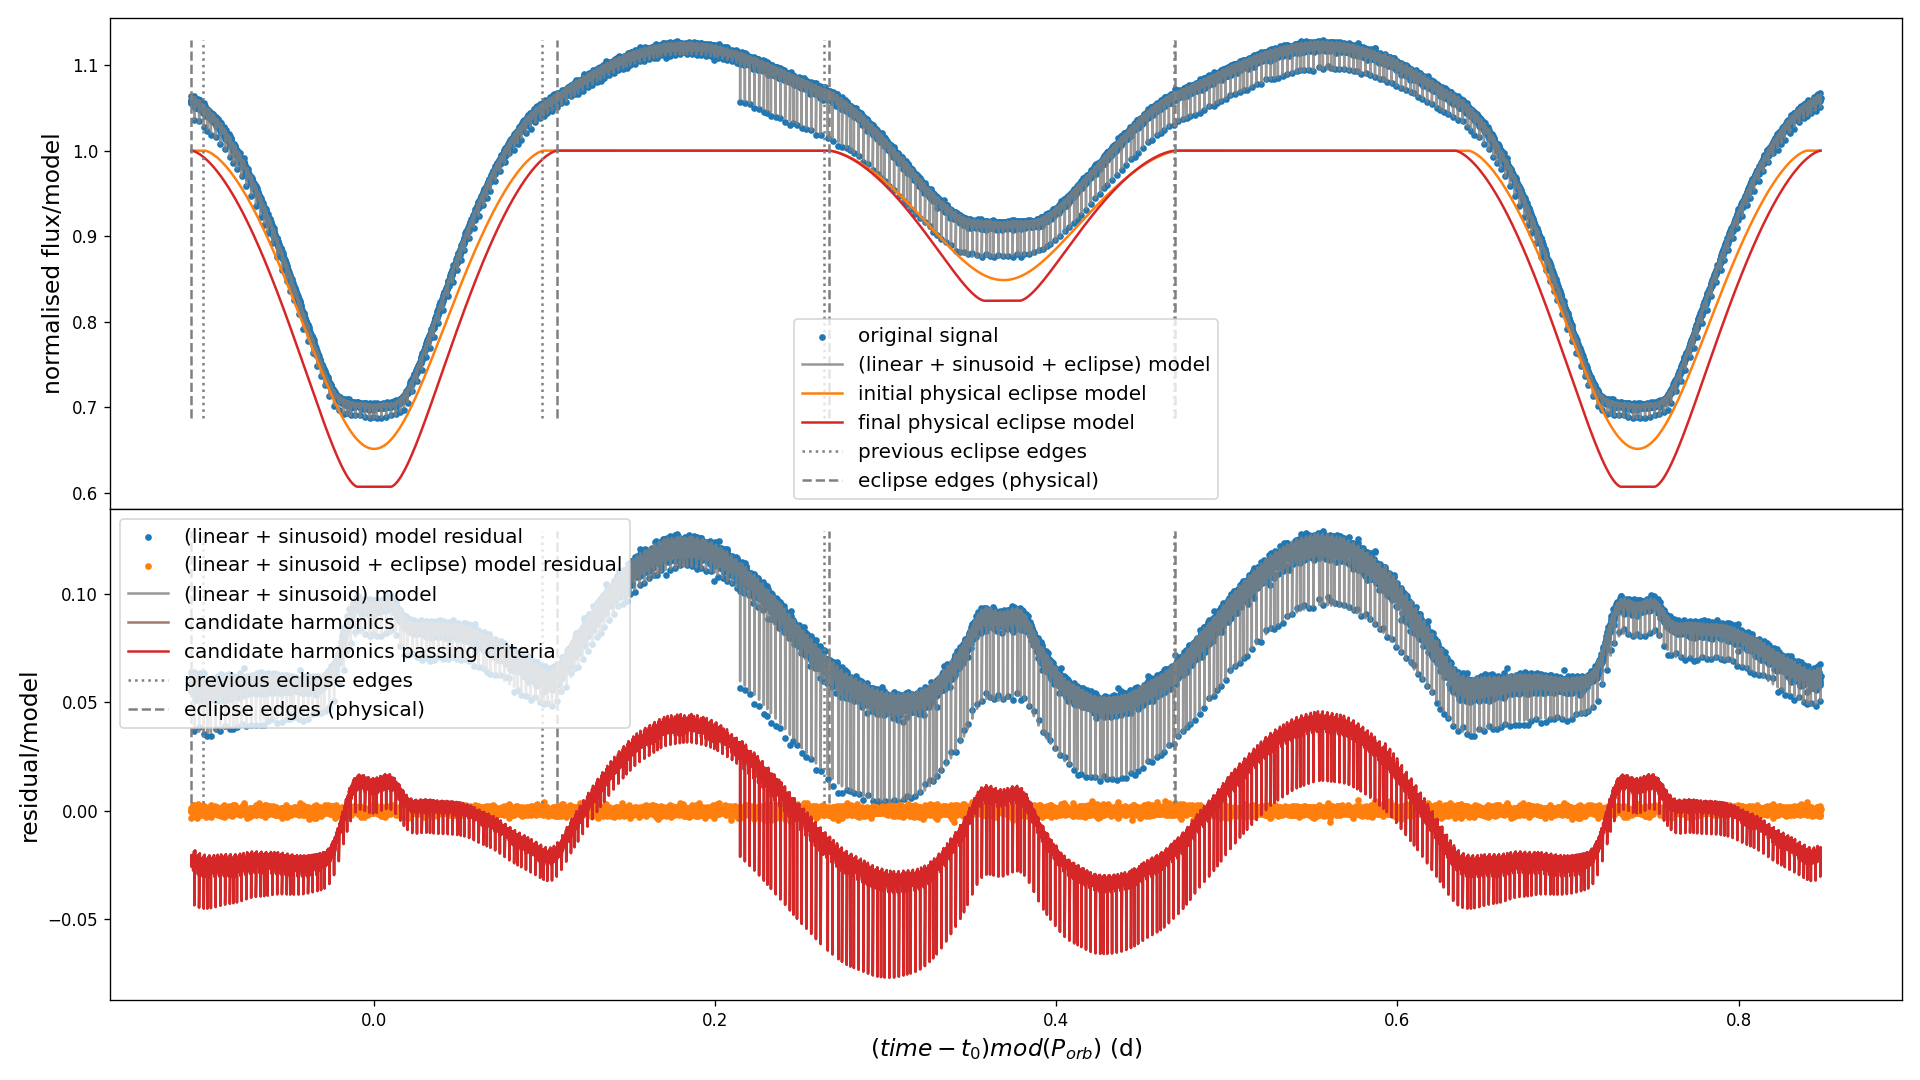 normalised flux/model
1.1
1.0
0.9
0.8
0.7
0.6
original signal
(linear + sinusoid + eclipse) model
initial physical eclipse model
final physical eclipse model
previous eclipse edges
eclipse edges (physical)
residual/model
0.10
0.05
0.00
−0.05
(linear + sinusoid) model residual
(linear + sinusoid + eclipse) model residual
(linear + sinusoid) model
candidate harmonics
candidate harmonics passing criteria
previous eclipse edges
eclipse edges (physical)
0.0 0.2 0.4 0.6 0.8
(time − t₀)mod(P_orb) (d)